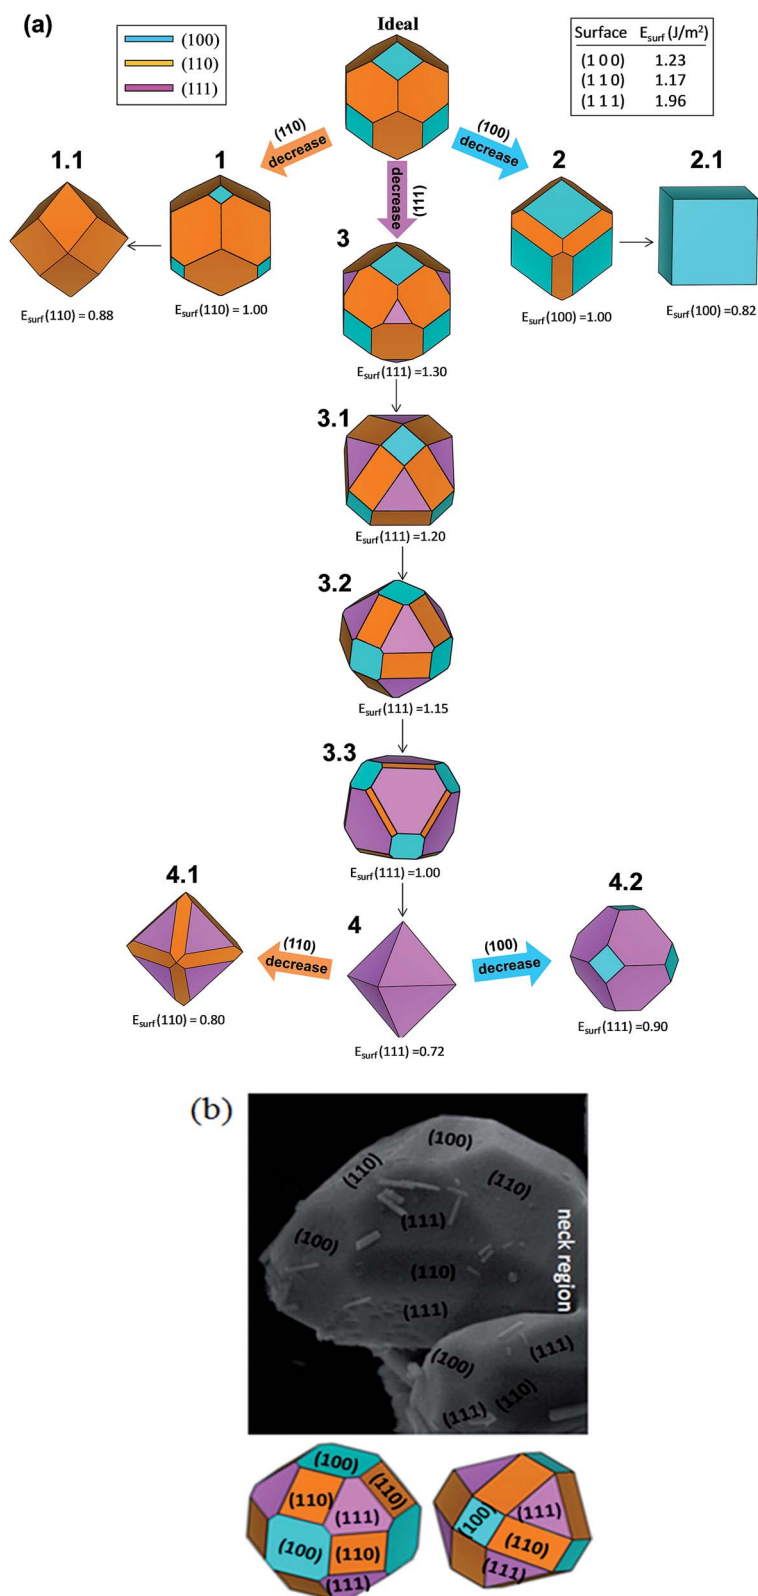 (a)
Ideal
(100)
(110)
(111)
Surface Esurf (J/m²)
(1 0 0) 1.23
(1 1 0) 1.17
(1 1 1) 1.96
(110)
decrease
(100)
decrease
decrease
(111)
1.1
1
2
2.1
3
Esurf (110) = 0.88
Esurf (110) = 1.00
Esurf (100) =1.00
Esurf (100) =0.82
Esurf (111) =1.30
3.1
Esurf (111) =1.20
3.2
Esurf (111) =1.15
3.3
Esurf (111) =1.00
4.1
4
4.2
(110)
decrease
(100)
decrease
Esurf (110) = 0.80
Esurf (111) =0.72
Esurf (111) =0.90
(b)
(100)
(110)
(110)
(111)
(100)
neck region
(110)
(111)
(100)
(111)
(110)
(111)
(100)
(110)
(110)
(111)
(100)
(110)
(111)
(111)
(100)
(110)
(111)